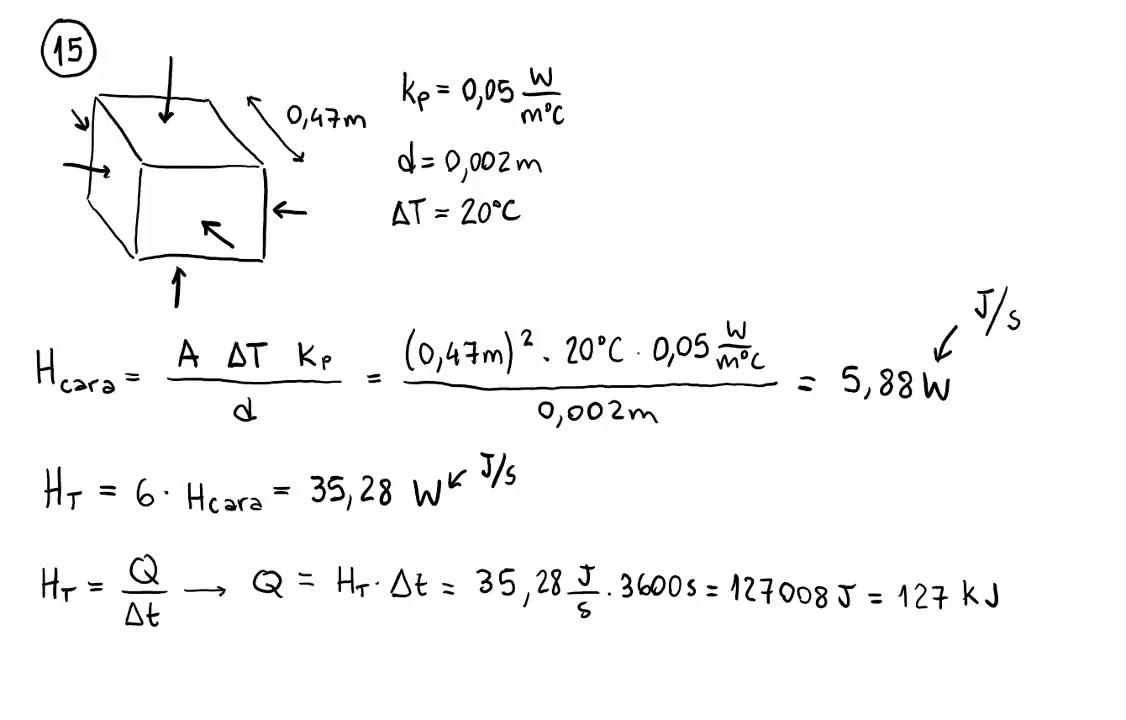 15
0,47m
kp = 0,05 W/m°C
d = 0,002m
ΔT = 20°C
Hcara = A ΔT Kp / d = (0,47m)² · 20°C · 0,05 W/m°C / 0,002m = 5,88 W ← J/s
HT = 6 · Hcara = 35,28 W ← J/s
HT = Q/Δt → Q = HT · Δt = 35,28 J/s · 3600s = 127008 J = 127 kJ